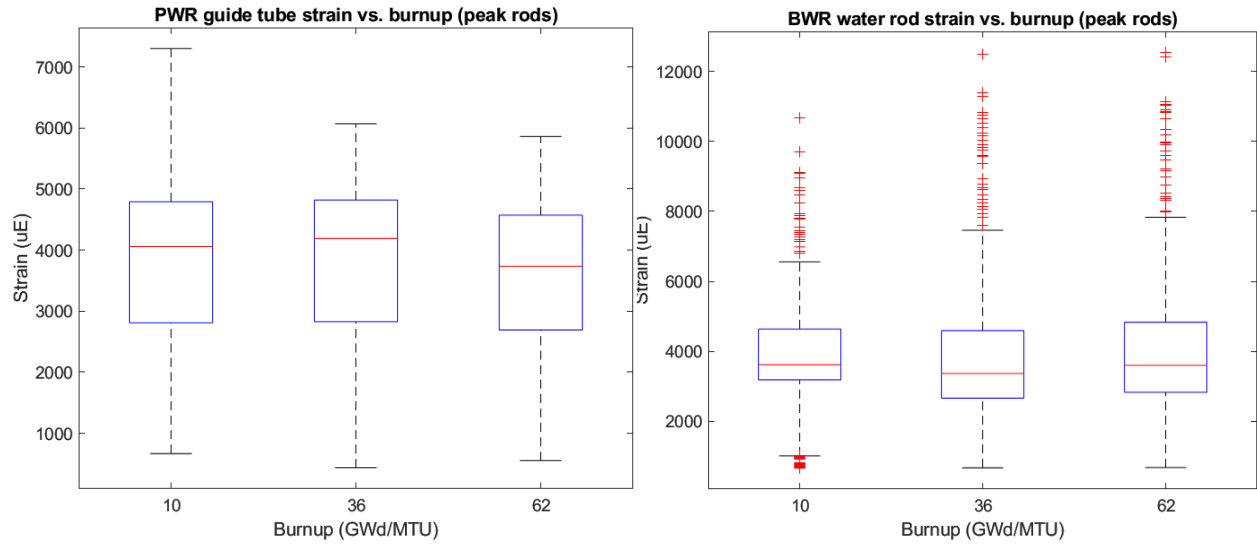 PWR guide tube strain vs. burnup (peak rods)
7000
6000
5000
4000
3000
2000
1000
Strain (uE)
10 36 62
Burnup (GWd/MTU)
BWR water rod strain vs. burnup (peak rods)
12000
10000
8000
6000
4000
2000
Strain (uE)
10 36 62
Burnup (GWd/MTU)